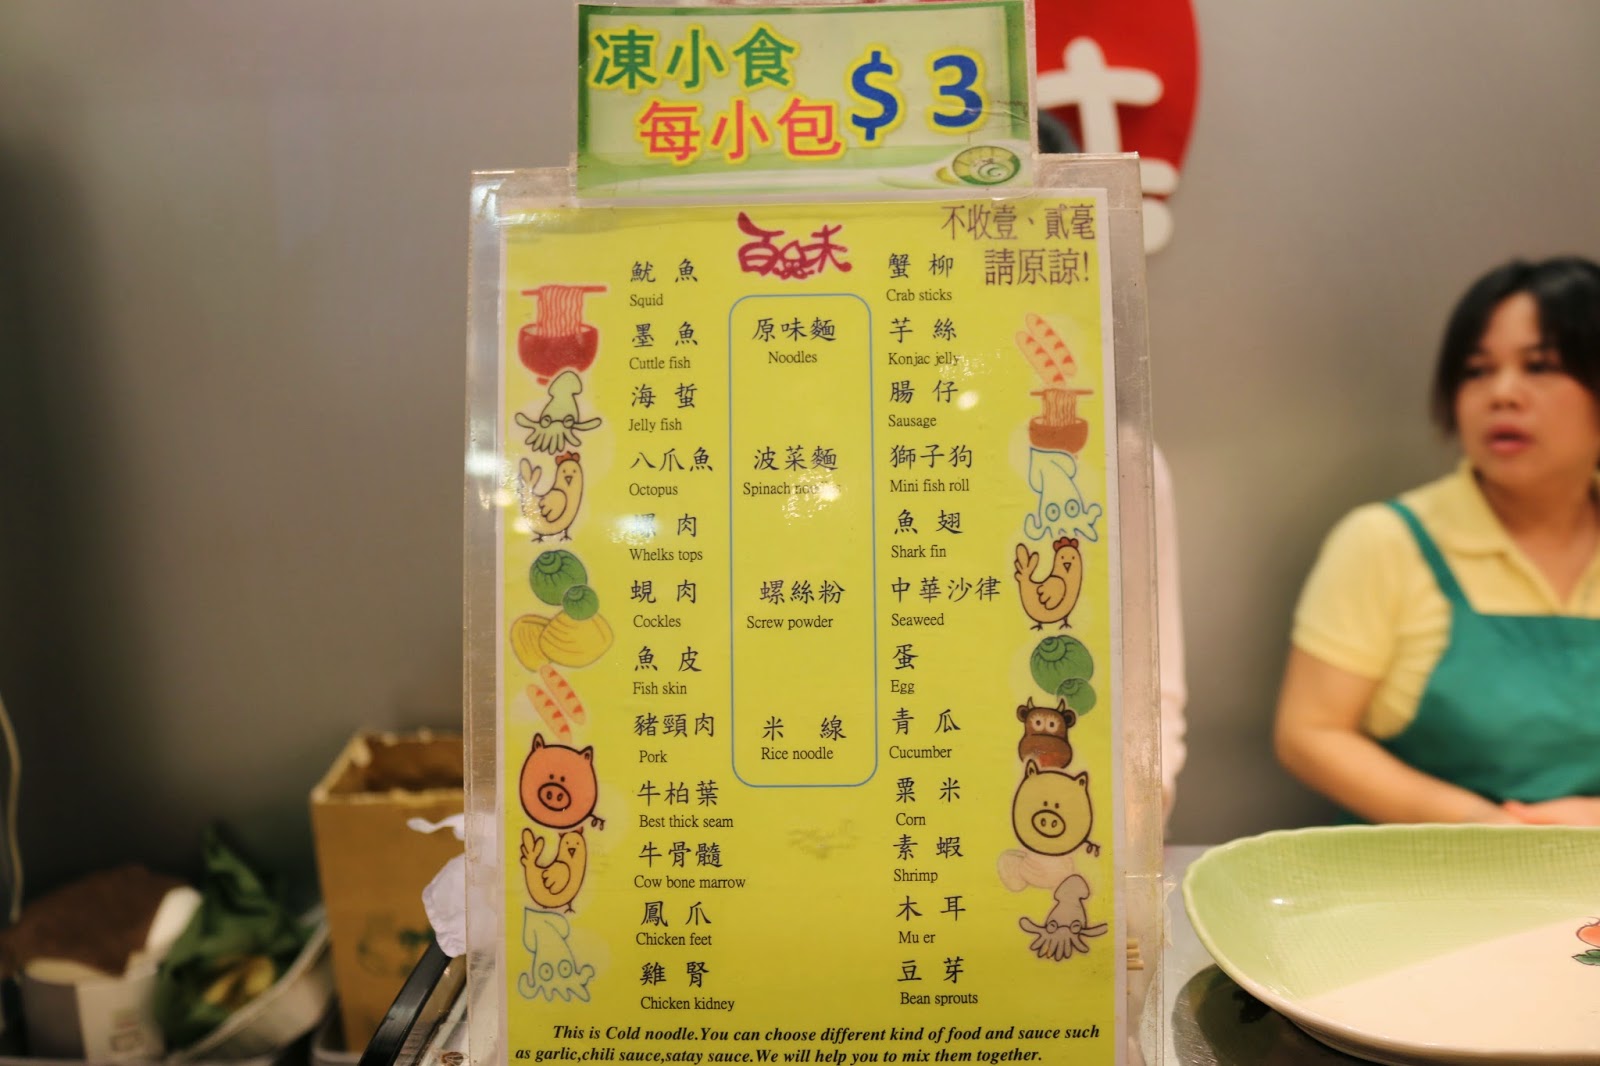 凍小食
每小包 $3
百味
不收壹、貳毫
請原諒!
魷魚
Squid
墨魚
Cuttle fish
海蜇
Jelly fish
八爪魚
Octopus
螺肉
Whelks tops
蜆肉
Cockles
魚皮
Fish skin
豬頸肉
Pork
牛柏葉
Best thick seam
牛骨髓
Cow bone marrow
鳳爪
Chicken feet
雞腎
Chicken kidney
原味麵
Noodles
波菜麵
Spinach
螺絲粉
Screw powder
米線
Rice noodle
蟹柳
Crab sticks
芋絲
Konjac jelly
腸仔
Sausage
獅子狗
Mini fish roll
魚翅
Shark fin
中華沙律
Seaweed
蛋
Egg
青瓜
Cucumber
粟米
Corn
素蝦
Shrimp
木耳
Mu er
豆芽
Bean sprouts
This is Cold noodle.You can choose different kind of food and sauce such
as garlic,chili sauce,satay sauce.We will help you to mix them together.